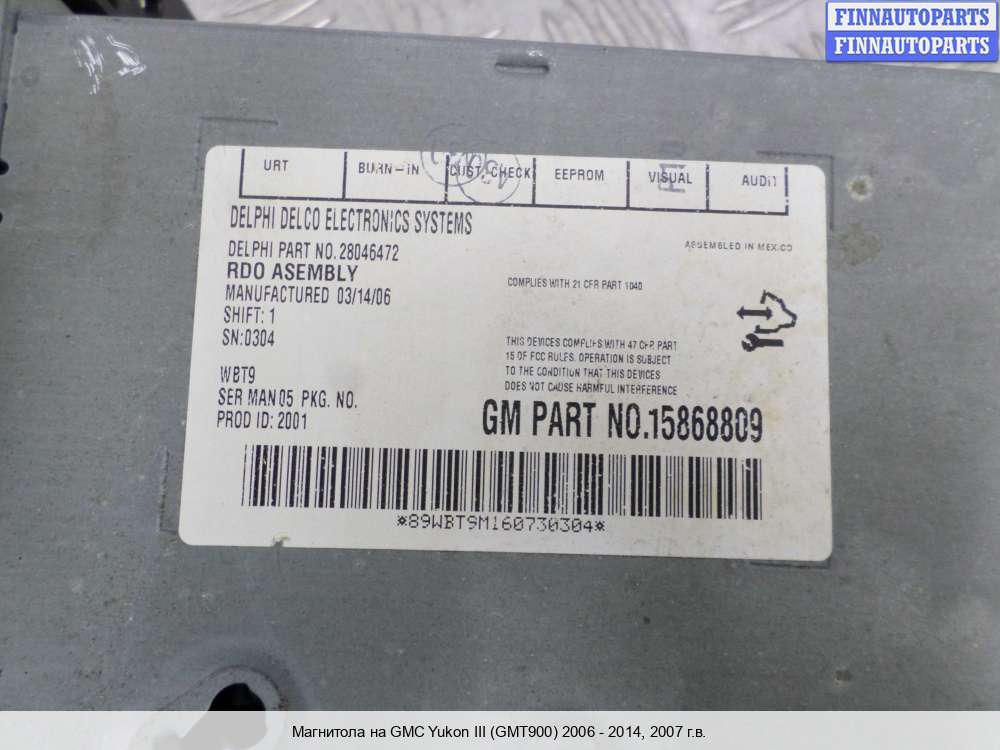 FINNAUTOPARTS
FINNAUTOPARTS
URT BURN-IN CUST. CHECK EEPROM VISUAL AUDIT
DELPHI DELCO ELECTRONICS SYSTEMS
DELPHI PART NO. 28046472
ASSEMBLED IN MEXICO
RDO ASEMBLY
MANUFACTURED 03/14/06
COMPLIES WITH 21 CFR PART 1040
SHIFT: 1
SN:0304
THIS DEVICES COMPLIES WITH 47 CFR PART
15 OF FCC RULES. OPERATION IS SUBJECT
TO THE CONDITION THAT THIS DEVICES
DOES NOT CAUSE HARMFUL INTERFERENCE
WBT9
SER MAN 05 PKG. NO.
PROD ID: 2001
GM PART NO.15868809
*89WBT9M160730304*
Магнитола на GMC Yukon III (GMT900) 2006 - 2014, 2007 г.в.